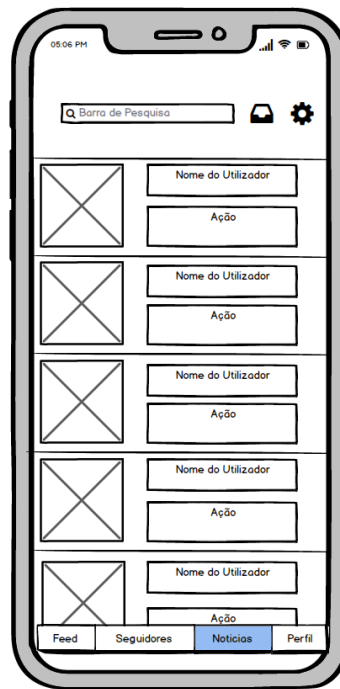 05:06 PM
Barra de Pesquisa
Nome do Utilizador
Ação
Nome do Utilizador
Ação
Nome do Utilizador
Ação
Nome do Utilizador
Ação
Nome do Utilizador
Ação
Feed Seguidores Noticias Perfil